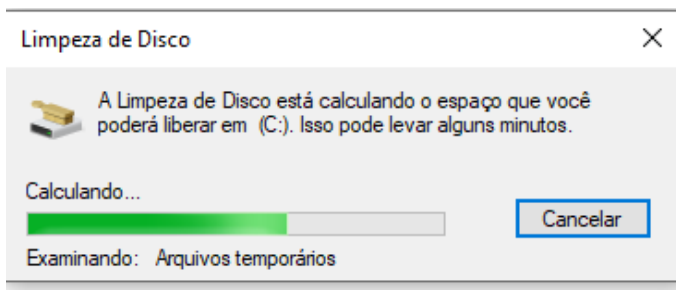 Limpeza de Disco
A Limpeza de Disco está calculando o espaço que você
poderá liberar em (C:). Isso pode levar alguns minutos.
Calculando...
Cancelar
Examinando: Arquivos temporários